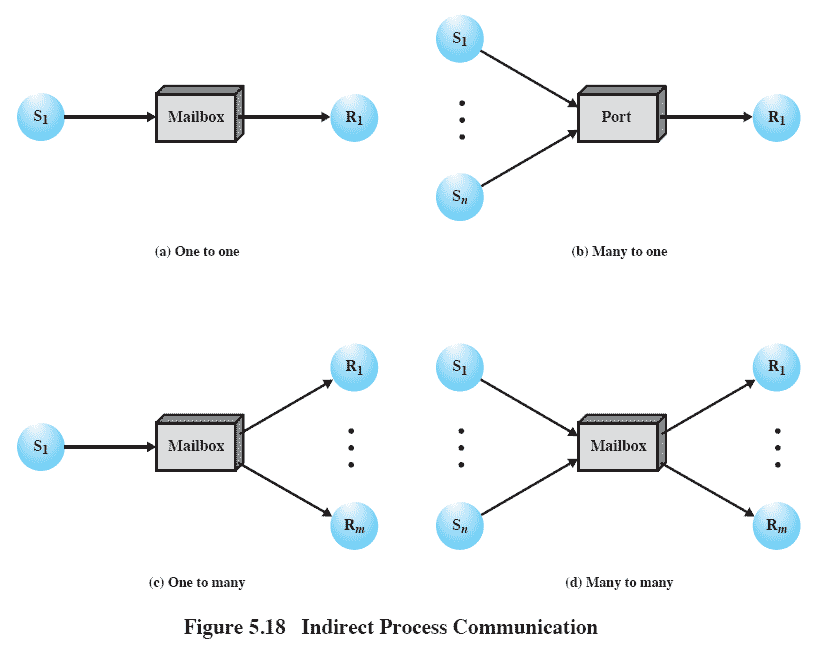 S1
Mailbox
R1
(a) One to one
S1
Sn
Port
R1
(b) Many to one
S1
Mailbox
R1
Rm
(c) One to many
S1
Sn
Mailbox
R1
Rm
(d) Many to many
Figure 5.18 Indirect Process Communication